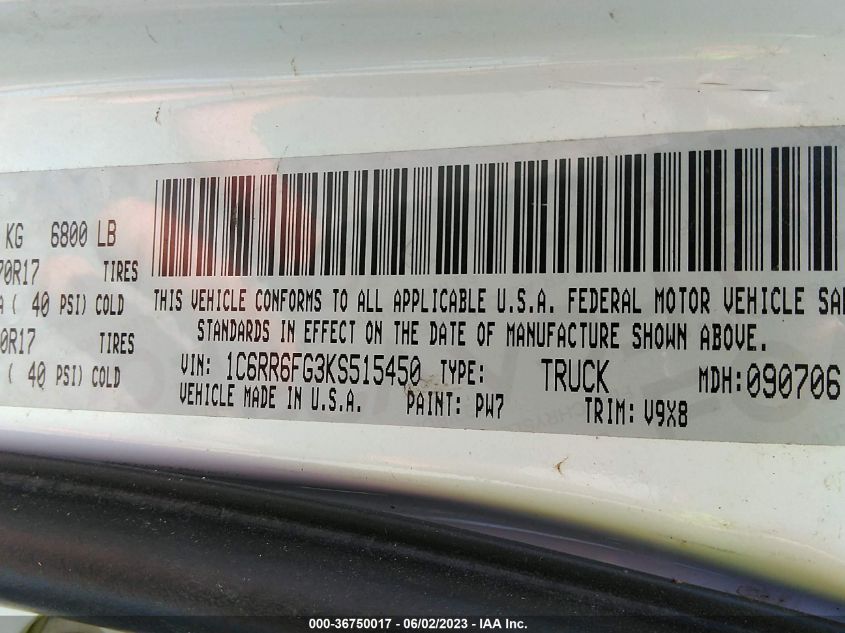 KG 6800 LB
70R17 TIRES
A ( 40 PSI) COLD
0R17 TIRES
( 40 PSI) COLD
THIS VEHICLE CONFORMS TO ALL APPLICABLE U.S.A. FEDERAL MOTOR VEHICLE SA
STANDARDS IN EFFECT ON THE DATE OF MANUFACTURE SHOWN ABOVE.
VIN: 1C6RR6FG3KS515450 TYPE: TRUCK MDH:090706
VEHICLE MADE IN U.S.A. PAINT: PW7 TRIM: V9X8
000-36750017 - 06/02/2023 - IAA Inc.